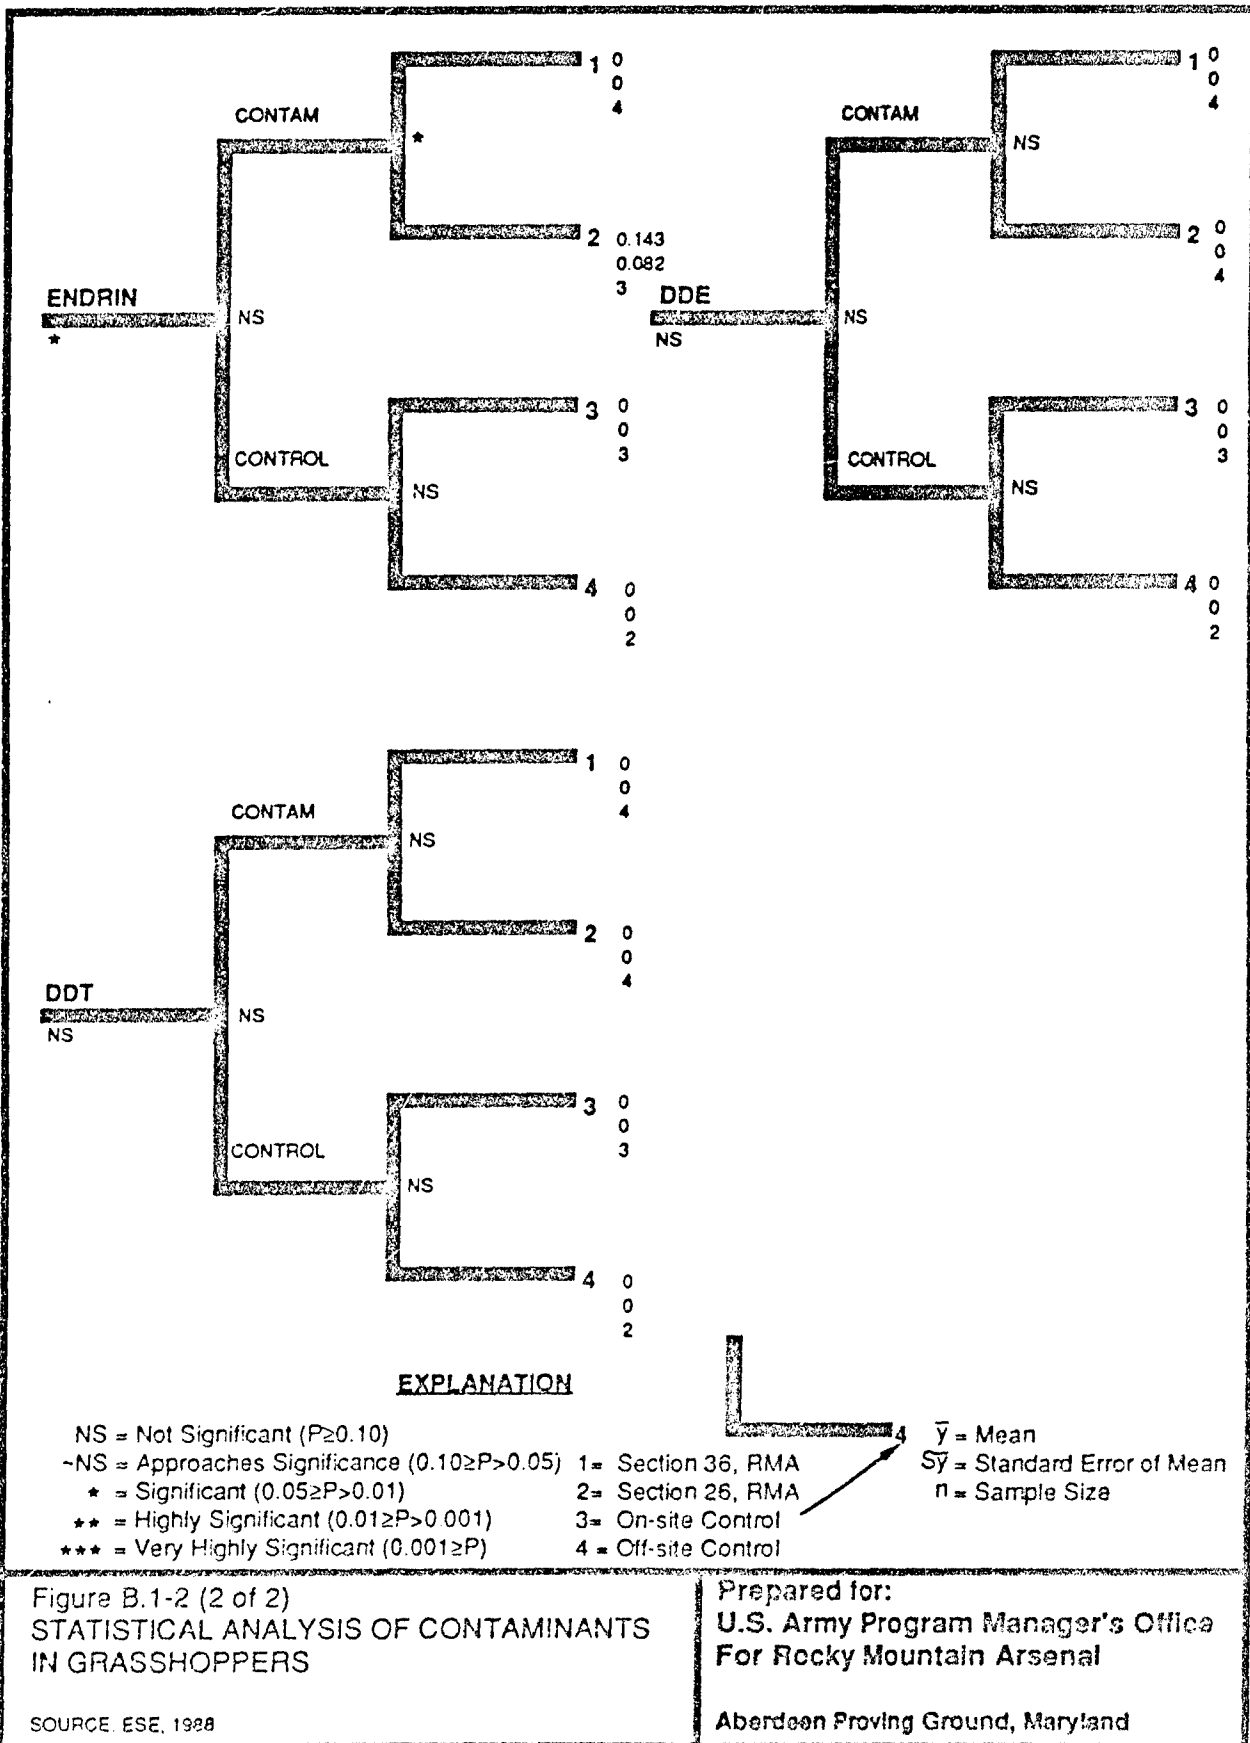 1 0
0
4
CONTAM
*
2 0.143
0.082
3
ENDRIN
*
NS
3 0
0
3
CONTROL
NS
4 0
0
2
1 0
0
4
CONTAM
NS
2 0
0
4
DDE
NS
NS
3 0
0
3
CONTROL
NS
4 0
0
2
1 0
0
4
CONTAM
NS
2 0
0
4
DDT
NS
NS
3 0
0
3
CONTROL
NS
4 0
0
2
EXPLANATION
NS = Not Significant (P≥0.10)
~NS = Approaches Significance (0.10≥P>0.05)
* = Significant (0.05≥P>0.01)
** = Highly Significant (0.01≥P>0.001)
*** = Very Highly Significant (0.001≥P)
1= Section 36, RMA
2= Section 26, RMA
3= On-site Control
4 = Off-site Control
4
ȳ = Mean
Sȳ = Standard Error of Mean
n = Sample Size
Figure B.1-2 (2 of 2)
STATISTICAL ANALYSIS OF CONTAMINANTS
IN GRASSHOPPERS
SOURCE. ESE, 1988
Prepared for:
U.S. Army Program Manager's Office
For Rocky Mountain Arsenal
Aberdeen Proving Ground, Maryland